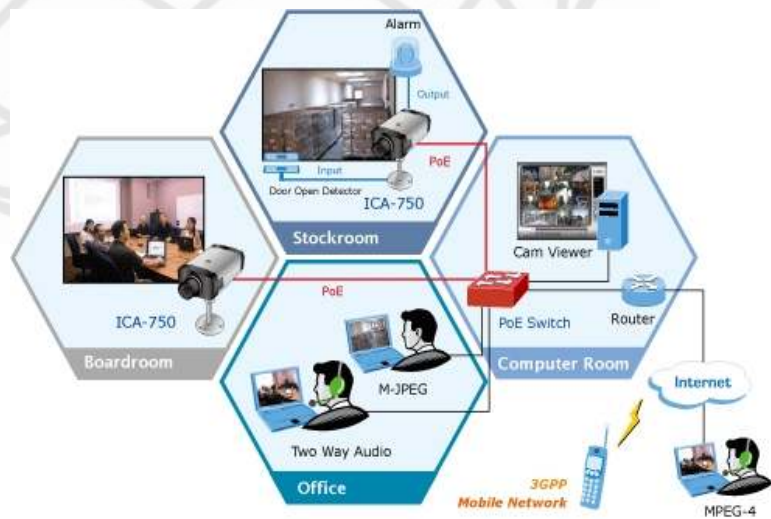 Alarm
Output
Input
PoE
Door Open Detector
ICA-750
Stockroom
ICA-750
Boardroom
PoE
Cam Viewer
PoE Switch
Router
Computer Room
M-JPEG
Two Way Audio
Office
Internet
3GPP
Mobile Network
MPEG-4